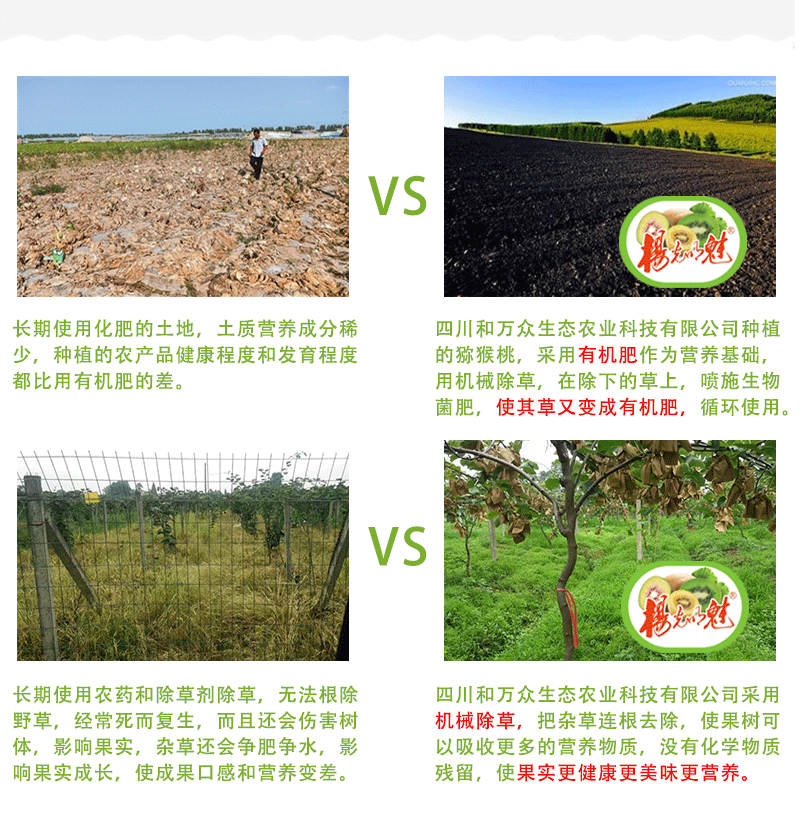 VS
长期使用化肥的土地，土质营养成分稀
少，种植的农产品健康程度和发育程度
都比用有机肥的差。
四川和万众生态农业科技有限公司种植
的猕猴桃，采用有机肥作为营养基础，
用机械除草，在除下的草上，喷施生物
菌肥，使其草又变成有机肥，循环使用。
VS
长期使用农药和除草剂除草，无法根除
野草，经常死而复生，而且还会伤害树
体，影响果实，杂草还会争肥争水，影
响果实成长，使成果口感和营养变差。
四川和万众生态农业科技有限公司采用
机械除草，把杂草连根去除，使果树可
以吸收更多的营养物质，没有化学物质
残留，使果实更健康更美味更营养。